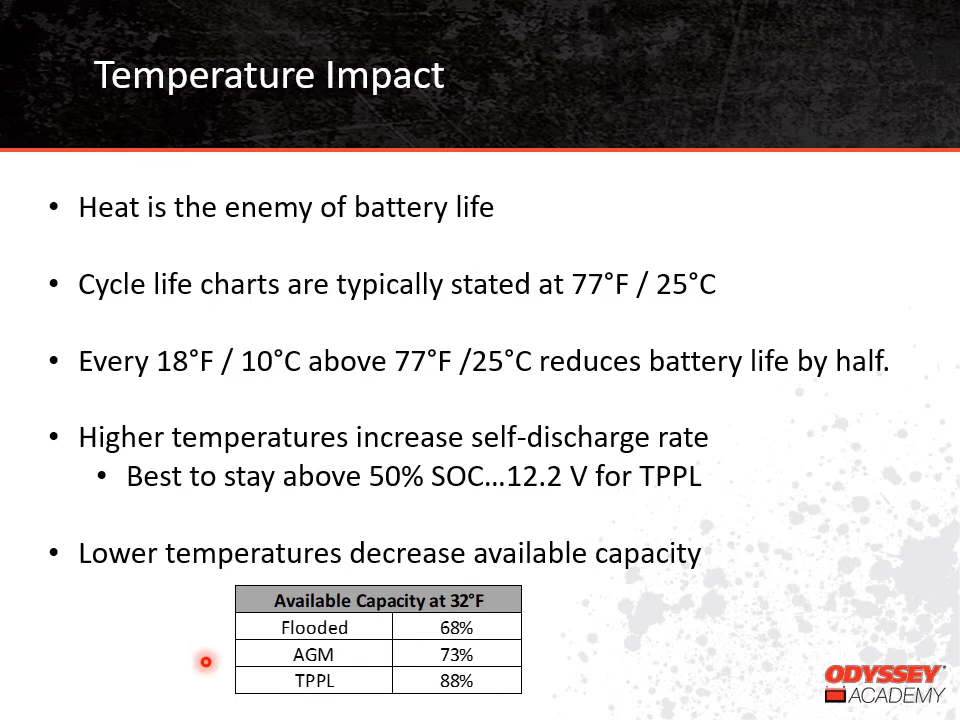 Temperature Impact
• Heat is the enemy of battery life
• Cycle life charts are typically stated at 77°F / 25°C
• Every 18°F / 10°C above 77°F /25°C reduces battery life by half.
• Higher temperatures increase self-discharge rate
• Best to stay above 50% SOC…12.2 V for TPPL
• Lower temperatures decrease available capacity
Available Capacity at 32°F
Flooded 68%
AGM 73%
TPPL 88%
ODYSSEY
ACADEMY